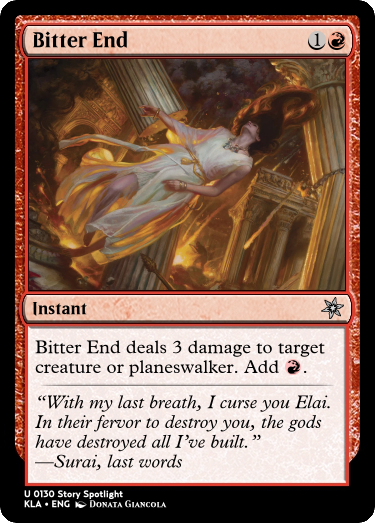 Bitter End 1
Instant
Bitter End deals 3 damage to target
creature or planeswalker. Add .
“With my last breath, I curse you Elai.
In their fervor to destroy you, the gods
have destroyed all I’ve built.”
—Surai, last words
U 0130 Story Spotlight
KLA • ENG Donata Giancola